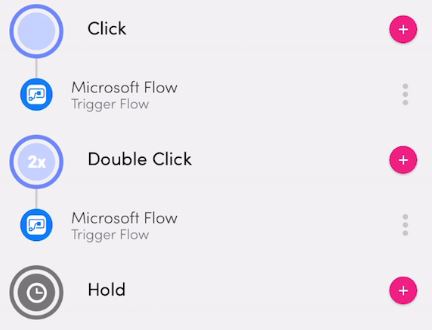 Click
Microsoft Flow
Trigger Flow
2x
Double Click
Microsoft Flow
Trigger Flow
Hold